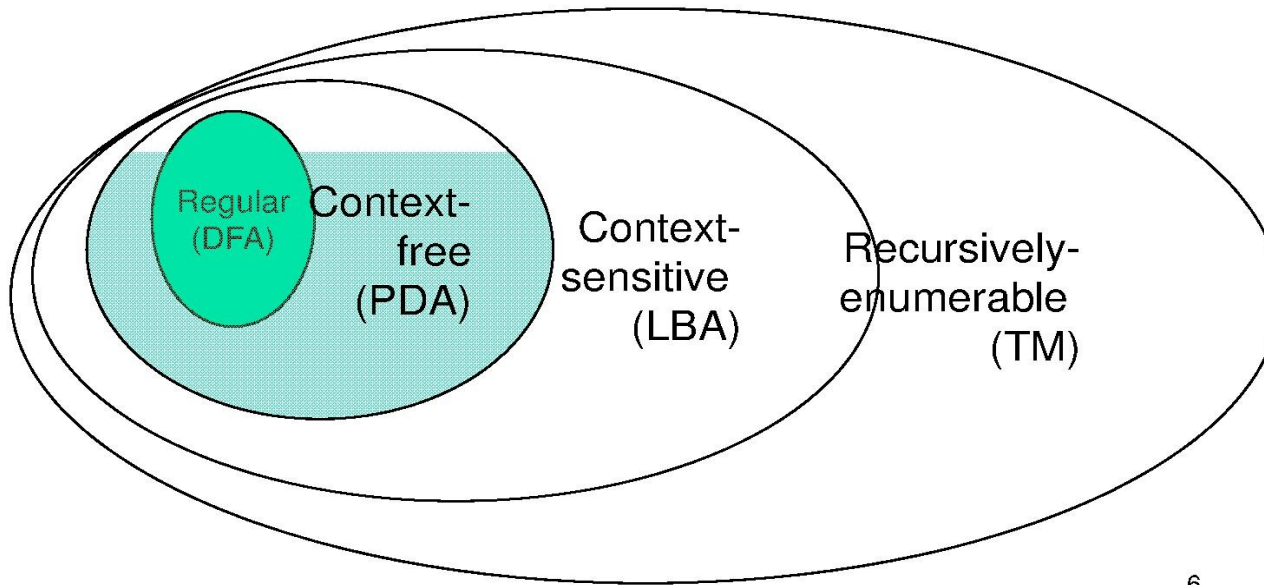 Regular
(DFA)
Context-
free
(PDA)
Context-
sensitive
(LBA)
Recursively-
enumerable
(TM)
6